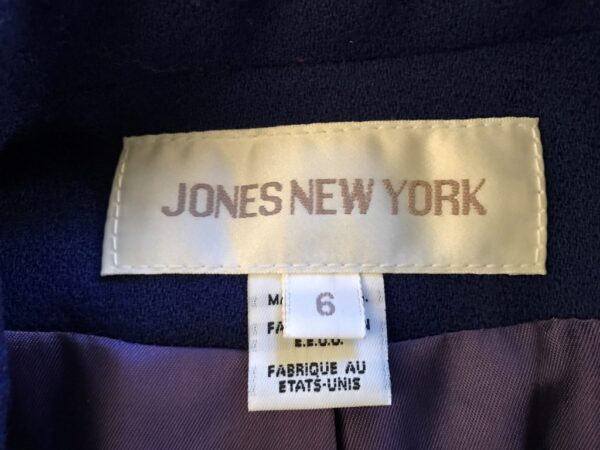 JONES NEW YORK
6
E.E.U.U.
FABRIQUE AU
ETATS-UNIS